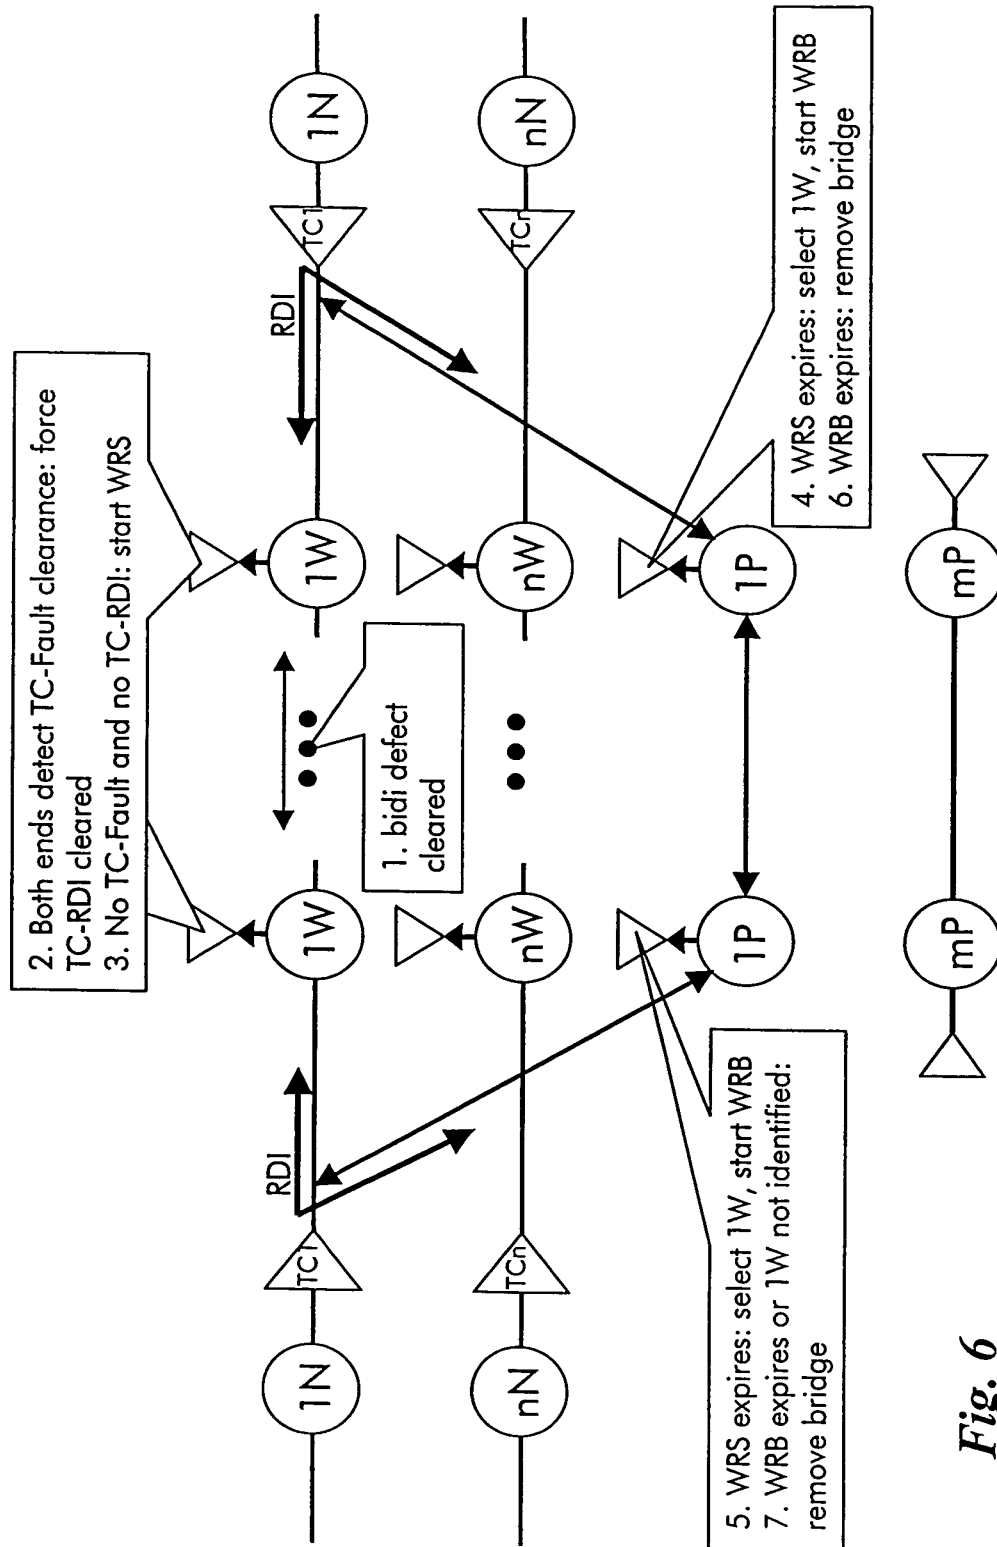 2. Both ends detect TC-Fault clearance: force
TC-RDI cleared
3. No TC-Fault and no TC-RDI: start WRS
1N
TC1
RDI
1W
1W
RDI
TC1
1N
1. bidi defect
cleared
nN
TCn
nW
nW
TCn
nN
1P
1P
5. WRS expires: select 1W, start WRB
7. WRB expires or 1W not identified:
remove bridge
4. WRS expires: select 1W, start WRB
6. WRB expires: remove bridge
mP
mP
Fig. 6